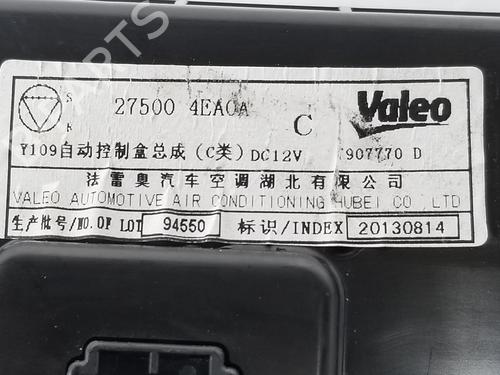 PARTS
S
R
27500 4EA0A
C
Valeo
Y109自动控制盒总成（C类）DC12V
907770 D
法雷奥汽车空调湖北有限公司
VALEO AUTOMOTIVE AIR CONDITIONING HUBEI CO., LTD
生产批号/NO.OF LOT 94550 标识/INDEX 20130814